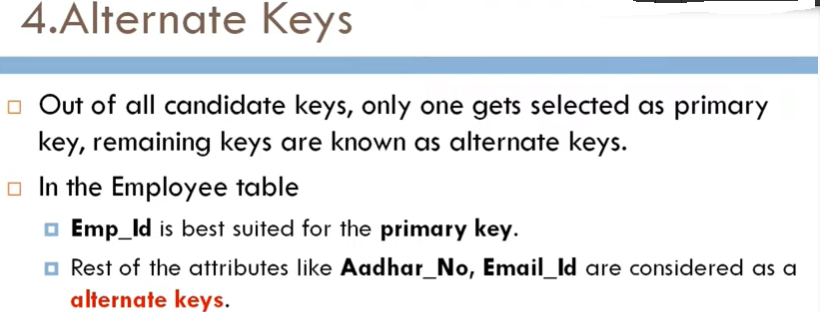 4.Alternate Keys
Out of all candidate keys, only one gets selected as primary
key, remaining keys are known as alternate keys.
In the Employee table
Emp_Id is best suited for the primary key.
Rest of the attributes like Aadhar_No, Email_Id are considered as a
alternate keys.